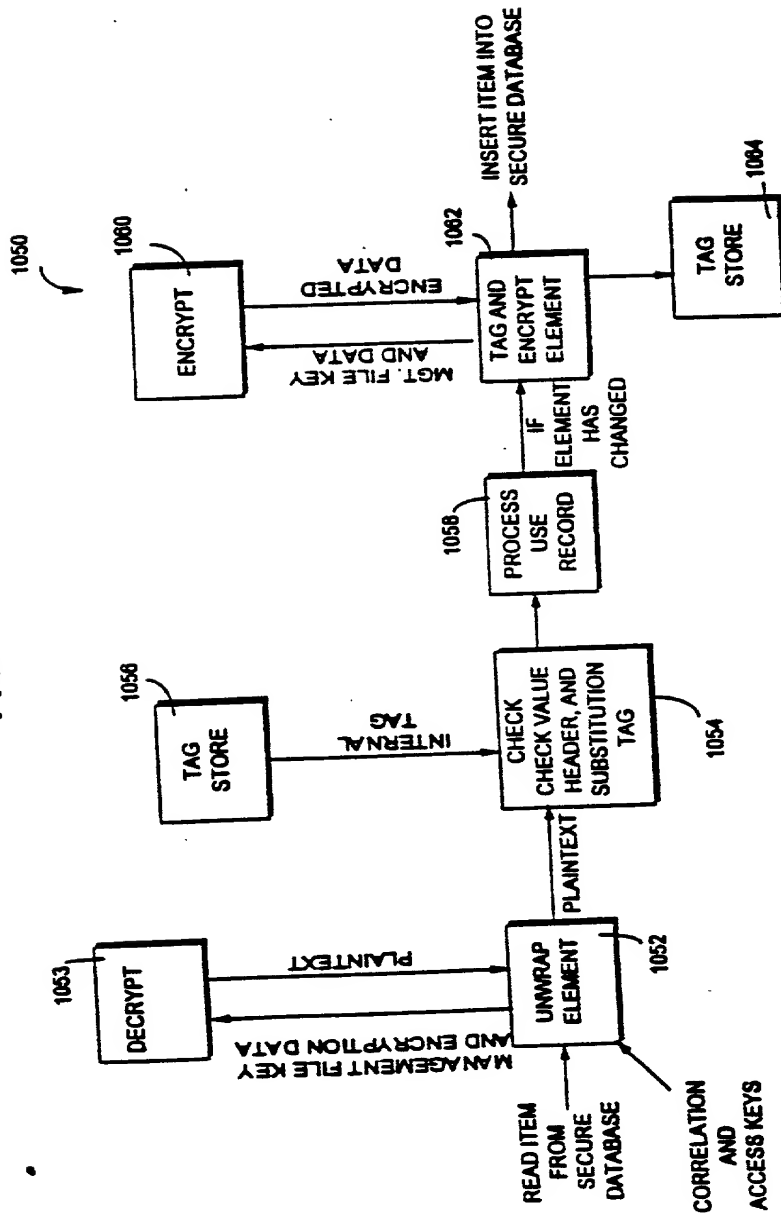 1050
1053
DECRYPT
MANAGEMENT FILE KEY
AND ENCRYPTION DATA
PLAINTEXT
READ ITEM
FROM
SECURE
DATABASE
UNWRAP
ELEMENT
1052
CORRELATION
AND
ACCESS KEYS
PLAINTEXT
1056
TAG
STORE
INTERNAL
TAG
CHECK
CHECK VALUE
HEADER, AND
SUBSTITUTION
TAG
1054
1058
PROCESS
USE
RECORD
IF
ELEMENT
HAS
CHANGED
1060
ENCRYPT
MGT. FILE KEY
AND DATA
ENCRYPTED
DATA
1062
TAG AND
ENCRYPT
ELEMENT
INSERT ITEM INTO
SECURE DATABASE
TAG
STORE
1064